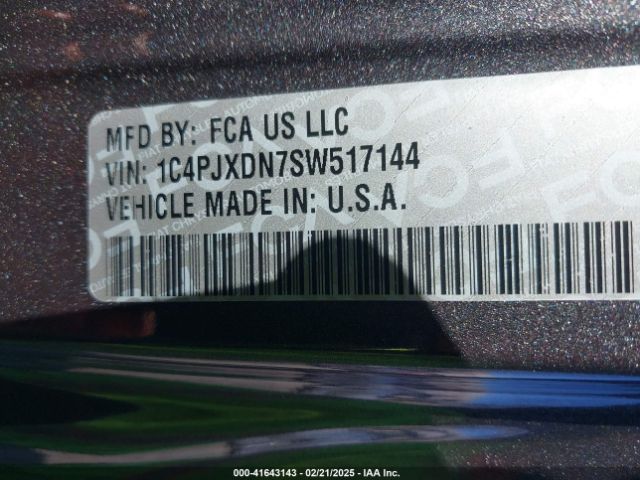 MFD BY: FCA US LLC
VIN: 1C4PJXDN7SW517144
VEHICLE MADE IN: U.S.A.
000-41643143 - 02/21/2025 - IAA Inc.